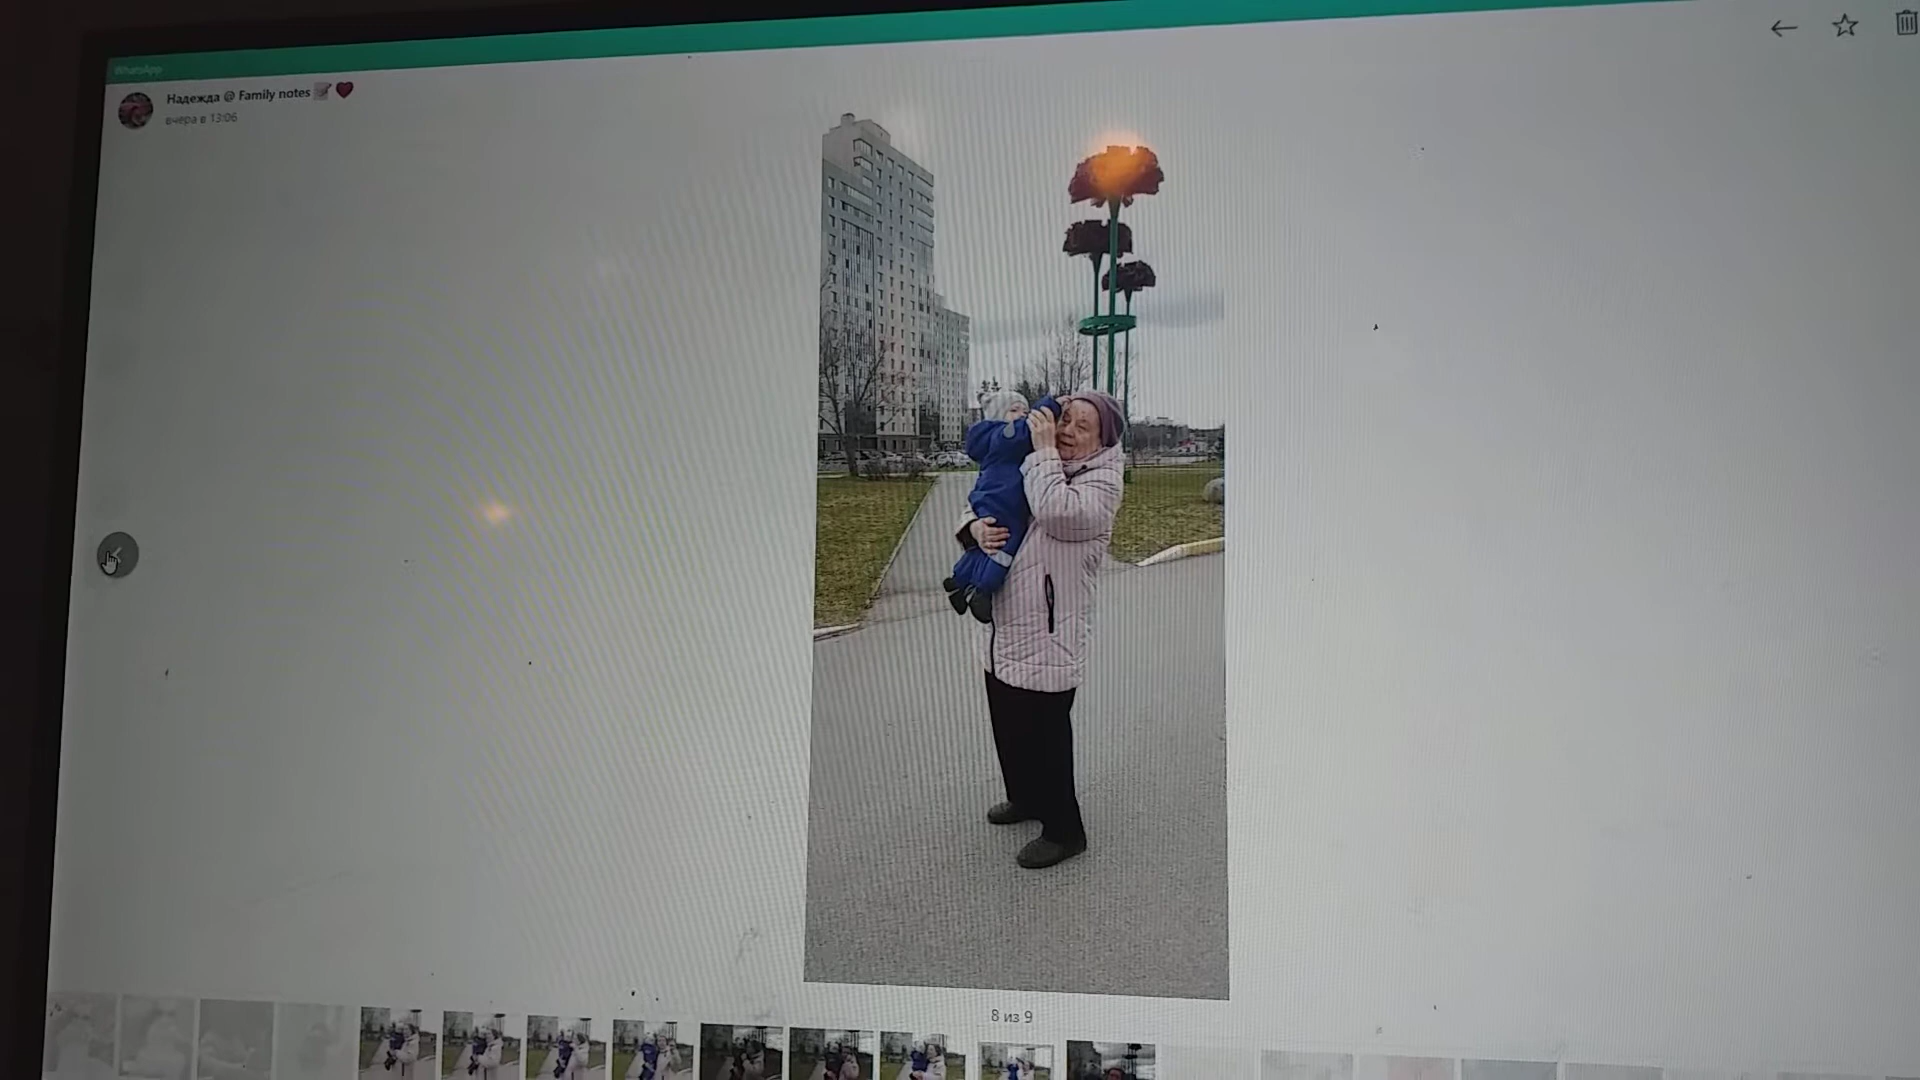 WhatsApp
Надежда @ Family notes 📝❤️
вчера в 13:06
8 из 9